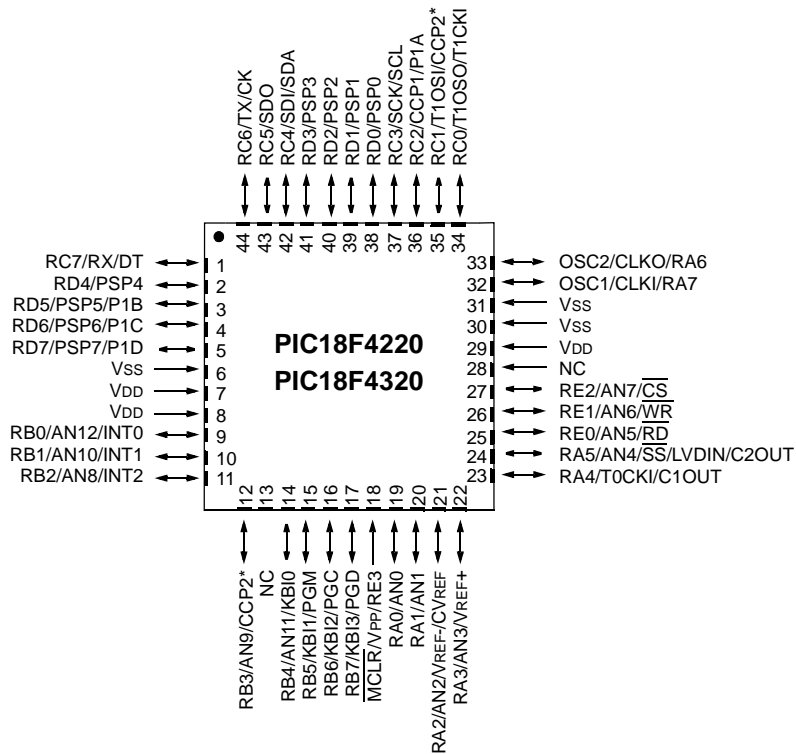 RC6/TX/CK
RC5/SDO
RC4/SDI/SDA
RD3/PSP3
RD2/PSP2
RD1/PSP1
RD0/PSP0
RC3/SCK/SCL
RC2/CCP1/P1A
RC1/T1OSI/CCP2*
RC0/T1OSO/T1CKI
44
43
42
41
40
39
38
37
36
35
34
RC7/RX/DT 1
RD4/PSP4 2
RD5/PSP5/P1B 3
RD6/PSP6/P1C 4
RD7/PSP7/P1D 5
VSS 6
VDD 7
VDD 8
RB0/AN12/INT0 9
RB1/AN10/INT1 10
RB2/AN8/INT2 11
PIC18F4220
PIC18F4320
33 OSC2/CLKO/RA6
32 OSC1/CLKI/RA7
31 VSS
30 VSS
29 VDD
28 NC
27 RE2/AN7/CS
26 RE1/AN6/WR
25 RE0/AN5/RD
24 RA5/AN4/SS/LVDIN/C2OUT
23 RA4/T0CKI/C1OUT
12
13
14
15
16
17
18
19
20
21
22
RB3/AN9/CCP2*
NC
RB4/AN11/KBI0
RB5/KBI1/PGM
RB6/KBI2/PGC
RB7/KBI3/PGD
MCLR/VPP/RE3
RA0/AN0
RA1/AN1
RA2/AN2/VREF-/CVREF
RA3/AN3/VREF+